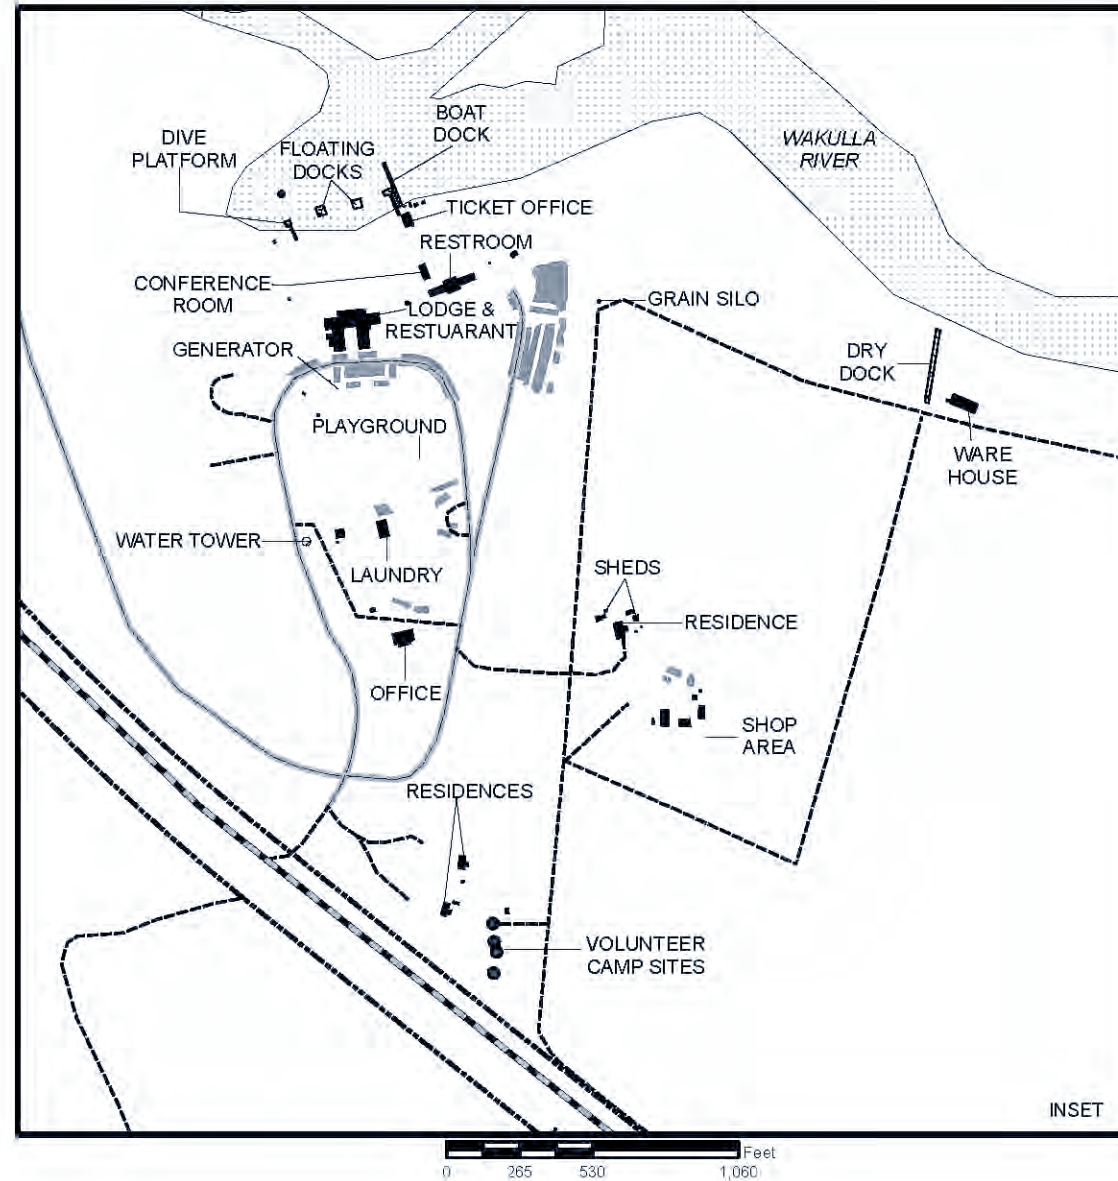 BOAT
DOCK
DIVE
PLATFORM
FLOATING
DOCKS
WAKULLA
RIVER
TICKET OFFICE
RESTROOM
CONFERENCE
ROOM
LODGE &
RESTUARANT
GRAIN SILO
GENERATOR
DRY
DOCK
PLAYGROUND
WARE
HOUSE
WATER TOWER
LAUNDRY
SHEDS
RESIDENCE
OFFICE
SHOP
AREA
RESIDENCES
VOLUNTEER
CAMP SITES
INSET
Feet
0 265 530 1,060